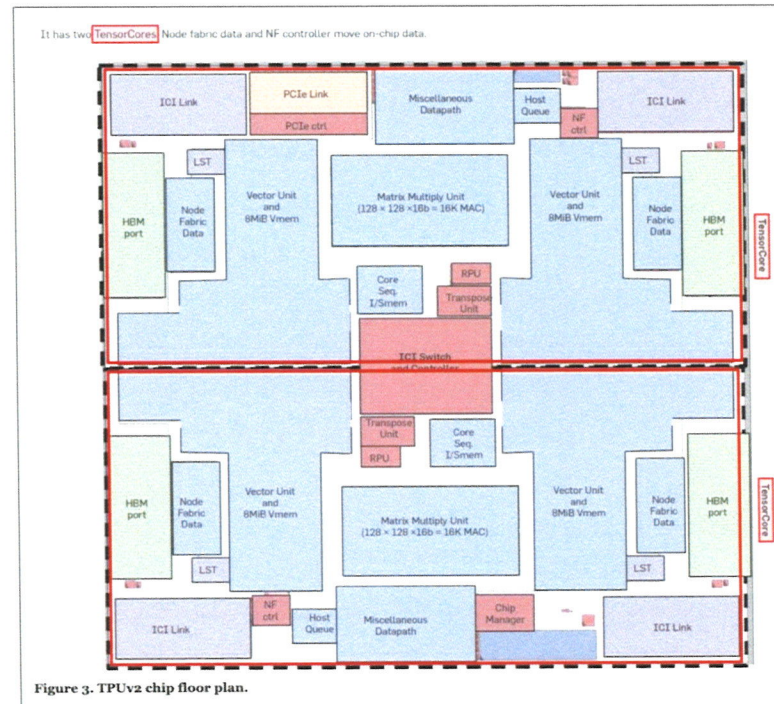 It has two TensorCores. Node fabric data and NF controller move on-chip data.
ICI Link
PCIe Link
PCIe ctrl
Miscellaneous
Datapath
Host
Queue
NF
ctrl
ICI Link
LST
LST
HBM
port
Node
Fabric
Data
Vector Unit
and
8MiB Vmem
Matrix Multiply Unit
(128 × 128 ×16b = 16K MAC)
Vector Unit
and
8MiB Vmem
Node
Fabric
Data
HBM
port
TensorCore
Core
Seq.
I/Smem
RPU
Transpose
Unit
ICI Switch
and Controller
Transpose
Unit
RPU
Core
Seq.
I/Smem
HBM
port
Node
Fabric
Data
Vector Unit
and
8MiB Vmem
Matrix Multiply Unit
(128 × 128 ×16b = 16K MAC)
Vector Unit
and
8MiB Vmem
Node
Fabric
Data
HBM
port
TensorCore
LST
LST
ICI Link
NF
ctrl
Host
Queue
Miscellaneous
Datapath
Chip
Manager
ICI Link
Figure 3. TPUv2 chip floor plan.